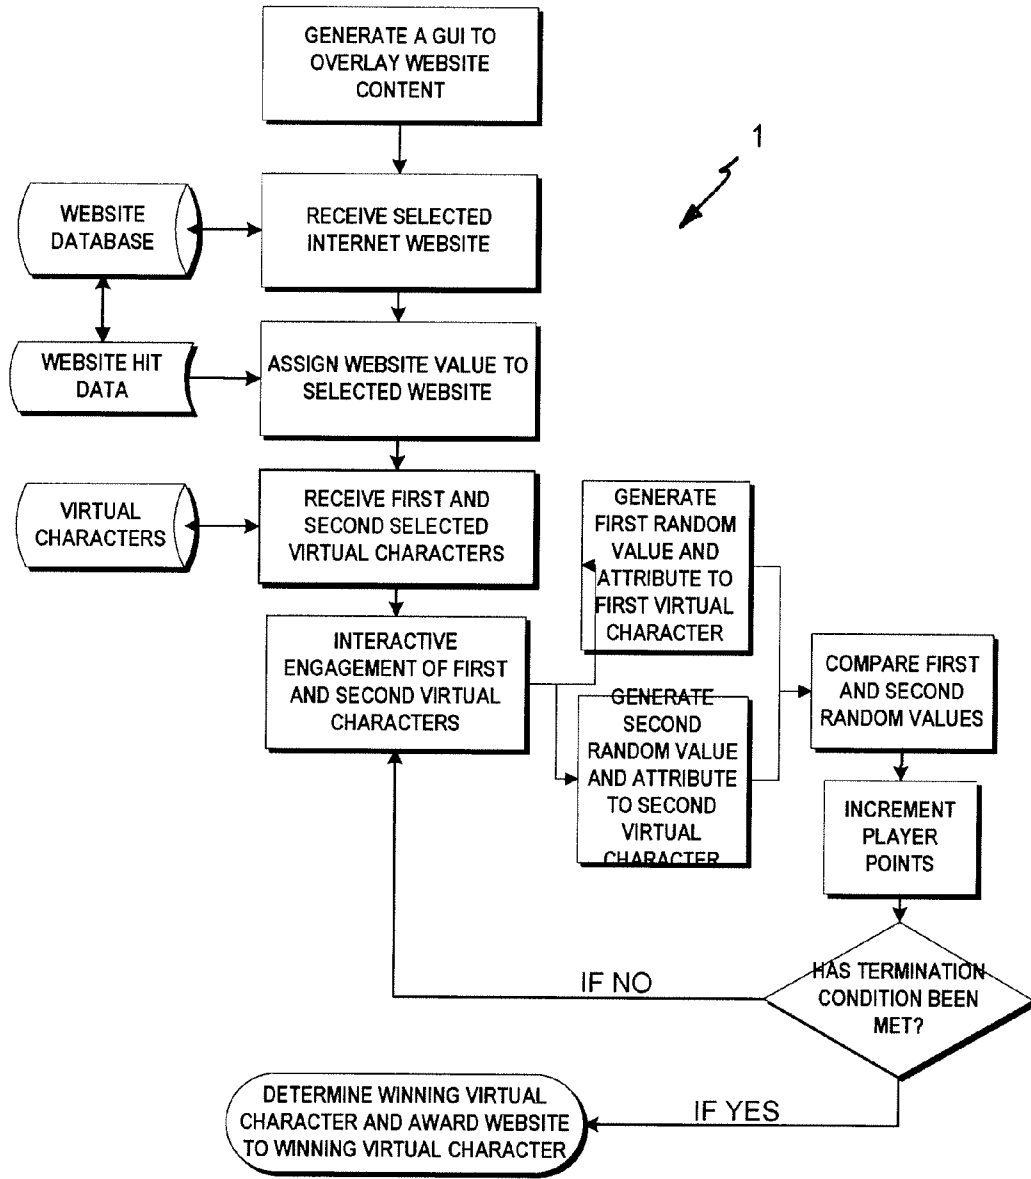 GENERATE A GUI TO
OVERLAY WEBSITE
CONTENT
1
WEBSITE
DATABASE
RECEIVE SELECTED
INTERNET WEBSITE
WEBSITE HIT
DATA
ASSIGN WEBSITE VALUE TO
SELECTED WEBSITE
VIRTUAL
CHARACTERS
RECEIVE FIRST AND
SECOND SELECTED
VIRTUAL CHARACTERS
GENERATE
FIRST RANDOM
VALUE AND
ATTRIBUTE TO
FIRST VIRTUAL
CHARACTER
INTERACTIVE
ENGAGEMENT OF FIRST
AND SECOND VIRTUAL
CHARACTERS
GENERATE
SECOND
RANDOM VALUE
AND ATTRIBUTE
TO SECOND
VIRTUAL
CHARACTER
COMPARE FIRST
AND SECOND
RANDOM VALUES
INCREMENT
PLAYER
POINTS
HAS TERMINATION
CONDITION BEEN
MET?
IF NO
IF YES
DETERMINE WINNING VIRTUAL
CHARACTER AND AWARD WEBSITE
TO WINNING VIRTUAL CHARACTER